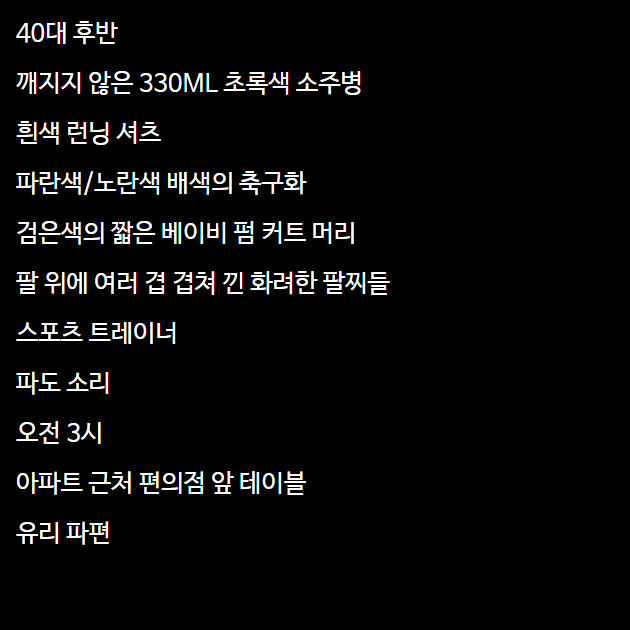 40대 후반
깨지지 않은 330ML 초록색 소주병
흰색 런닝 셔츠
파란색/노란색 배색의 축구화
검은색의 짧은 베이비 펌 커트 머리
팔 위에 여러 겹 겹쳐 낀 화려한 팔찌들
스포츠 트레이너
파도 소리
오전 3시
아파트 근처 편의점 앞 테이블
유리 파편